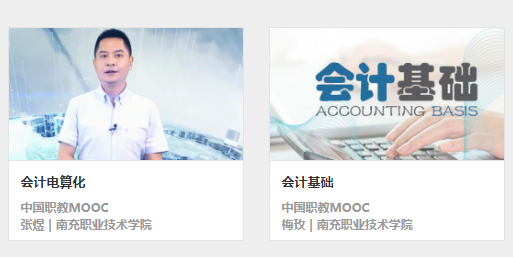 会计电算化
中国职教MOOC
张煜 | 南充职业技术学院
会计基础
ACCOUNTING BASIS
会计基础
中国职教MOOC
梅玫 | 南充职业技术学院